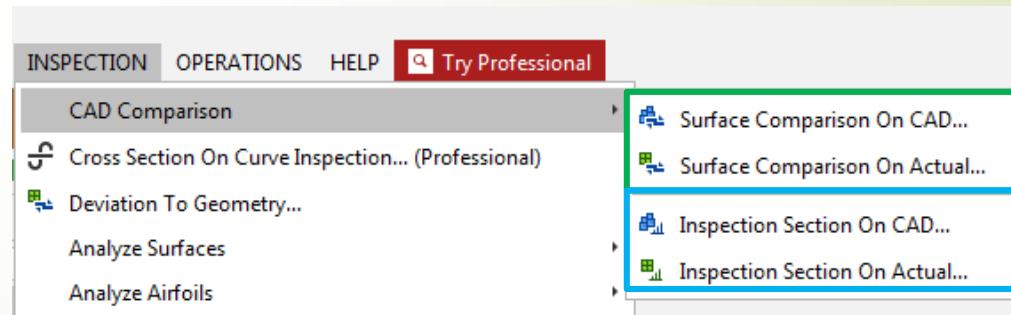 INSPECTION OPERATIONS HELP Try Professional
CAD Comparison
Cross Section On Curve Inspection... (Professional)
Deviation To Geometry...
Analyze Surfaces
Analyze Airfoils
Surface Comparison On CAD...
Surface Comparison On Actual...
Inspection Section On CAD...
Inspection Section On Actual...